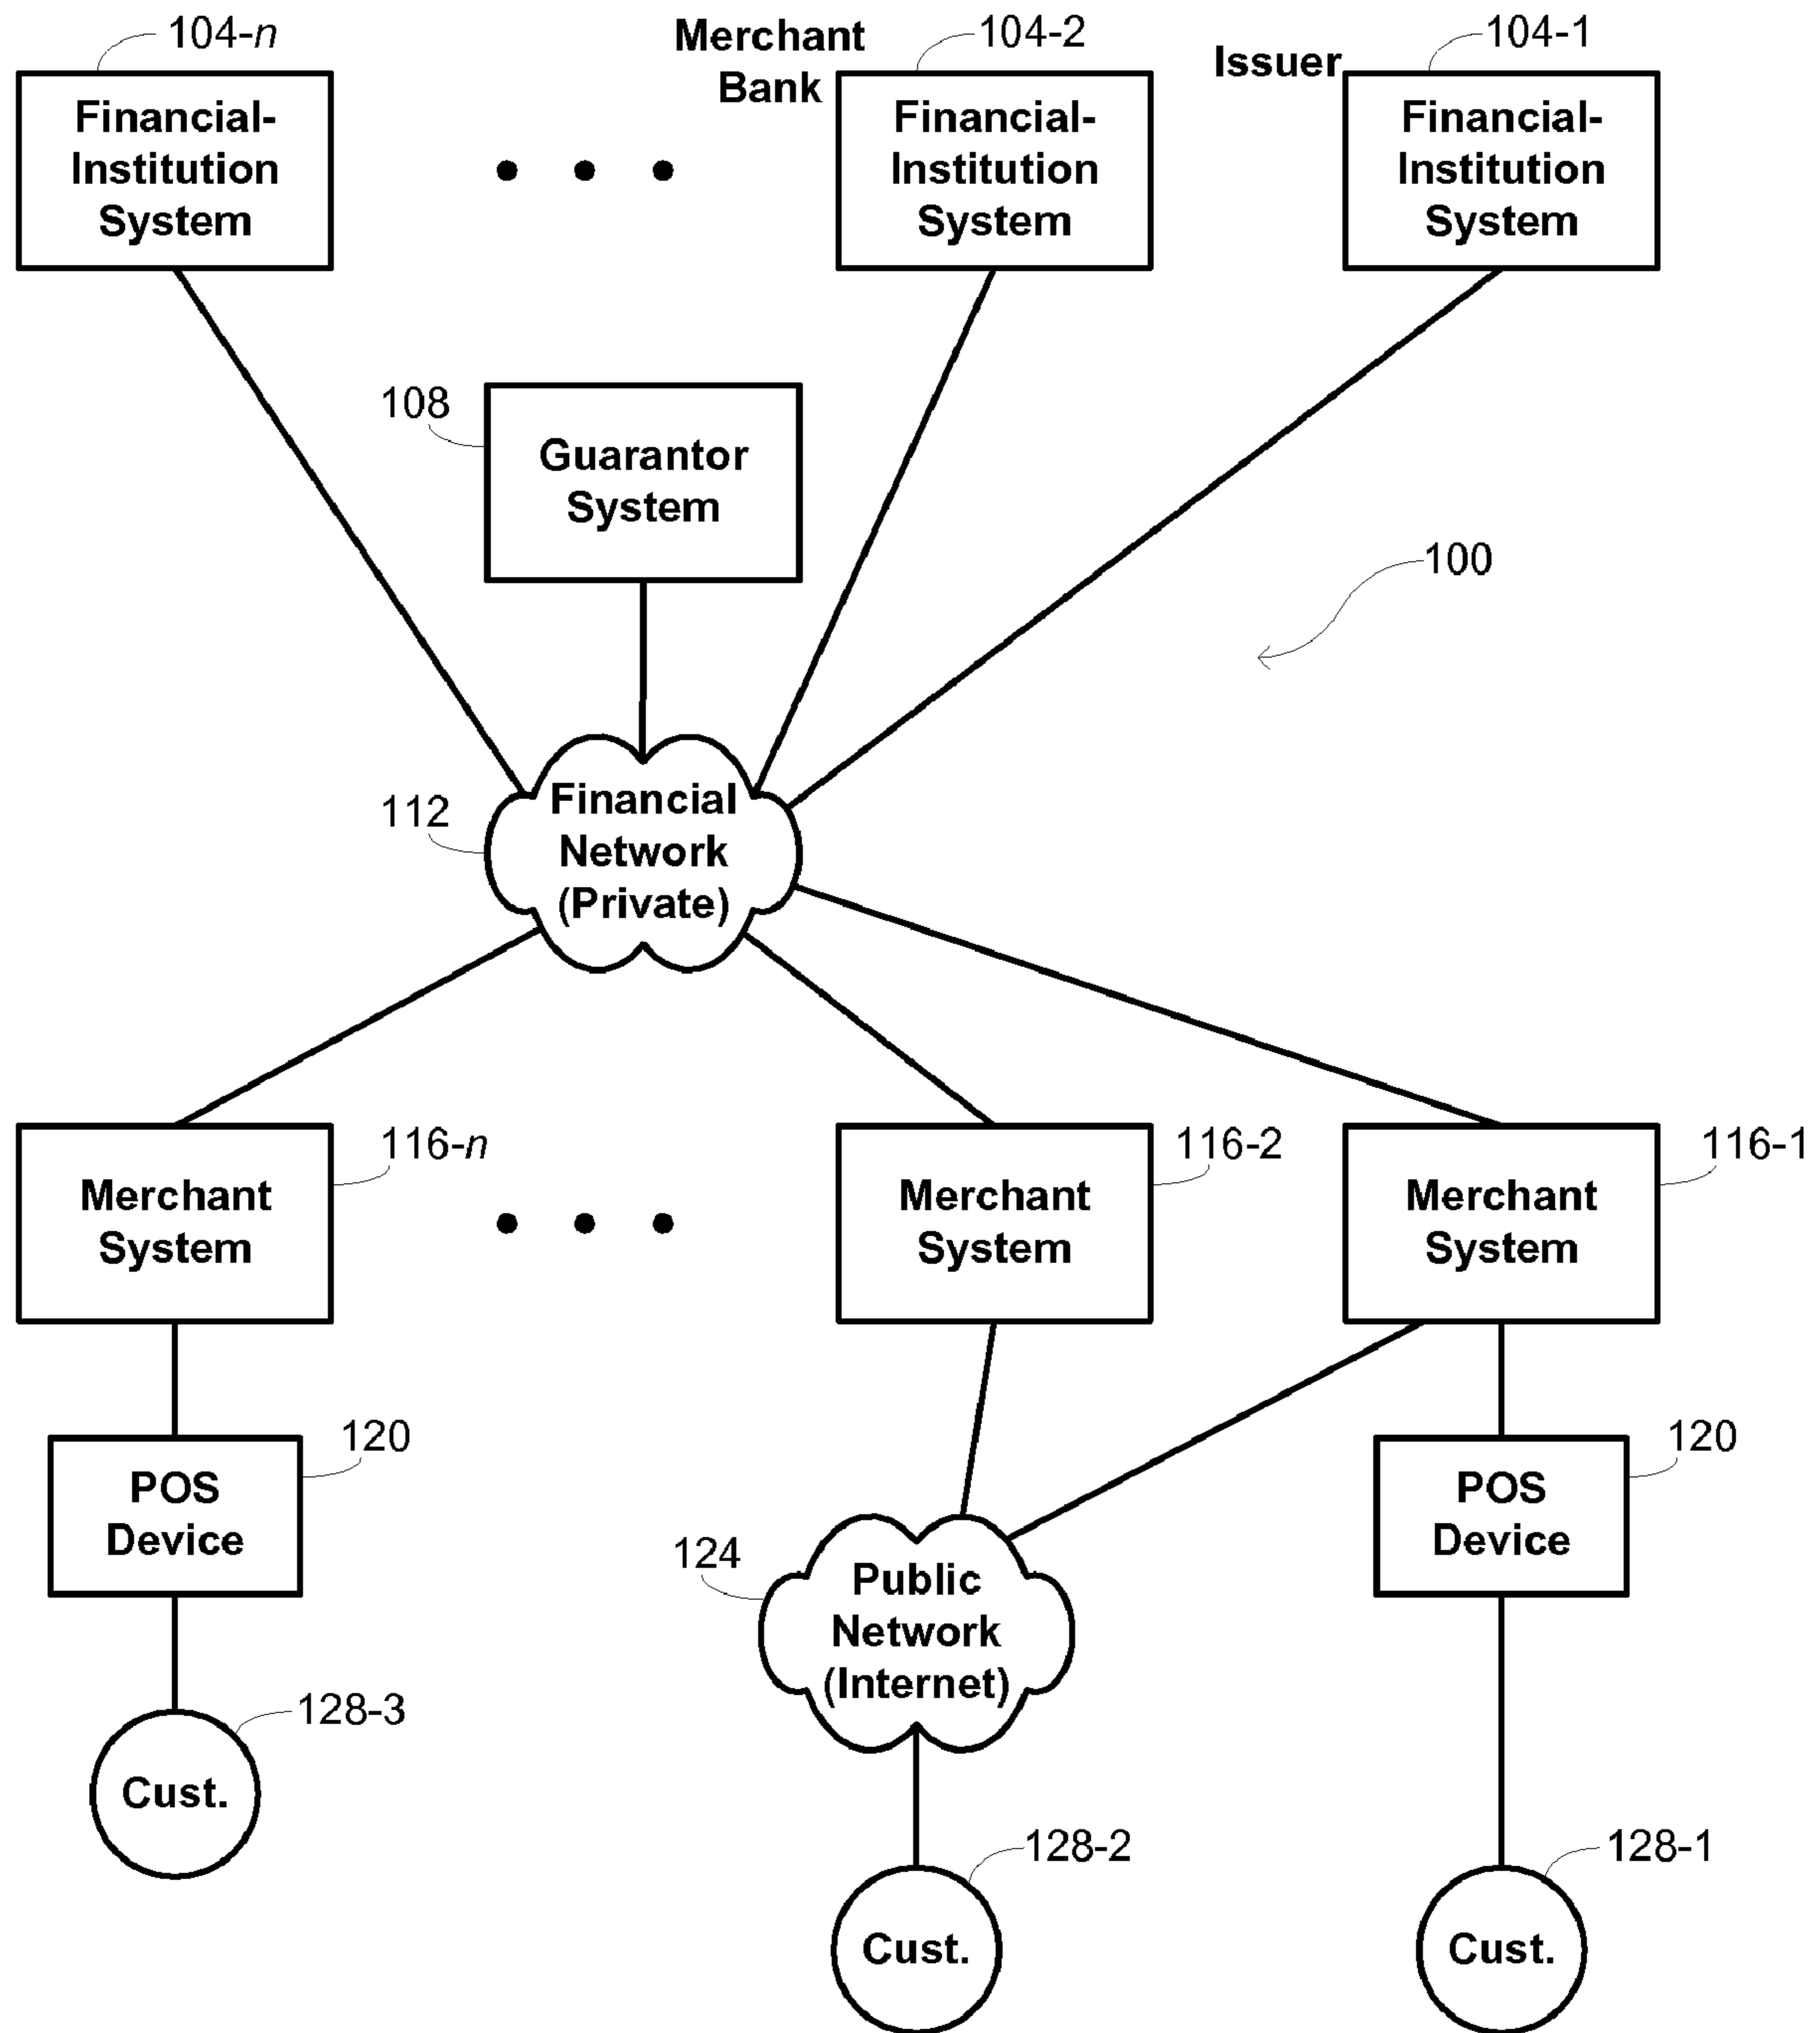 104-n
Merchant
Bank
104-2
Issuer
104-1
Financial-
Institution
System
Financial-
Institution
System
Financial-
Institution
System
108
Guarantor
System
100
112
Financial
Network
(Private)
116-n
116-2
116-1
Merchant
System
Merchant
System
Merchant
System
120
POS
Device
120
POS
Device
124
Public
Network
(Internet)
128-3
Cust.
128-2
Cust.
128-1
Cust.